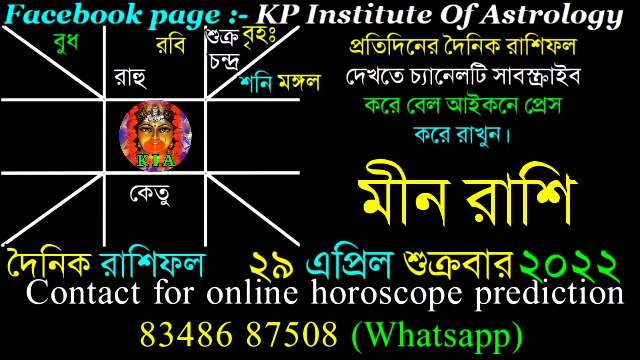 Facebook page :- KP Institute Of Astrology
বুধ
রবি
শুক্র বৃহঃ
চন্দ্র
রাহু
শনি মঙ্গল
KIA
কেতু
প্রতিদিনের দৈনিক রাশিফল
দেখতে চ্যানেলটি সাবস্ক্রাইব
করে বেল আইকনে প্রেস
করে রাখুন।
মীন রাশি
দৈনিক রাশিফল ২৯ এপ্রিল শুক্রবার ২০২২
Contact for online horoscope prediction
83486 87508 (Whatsapp)